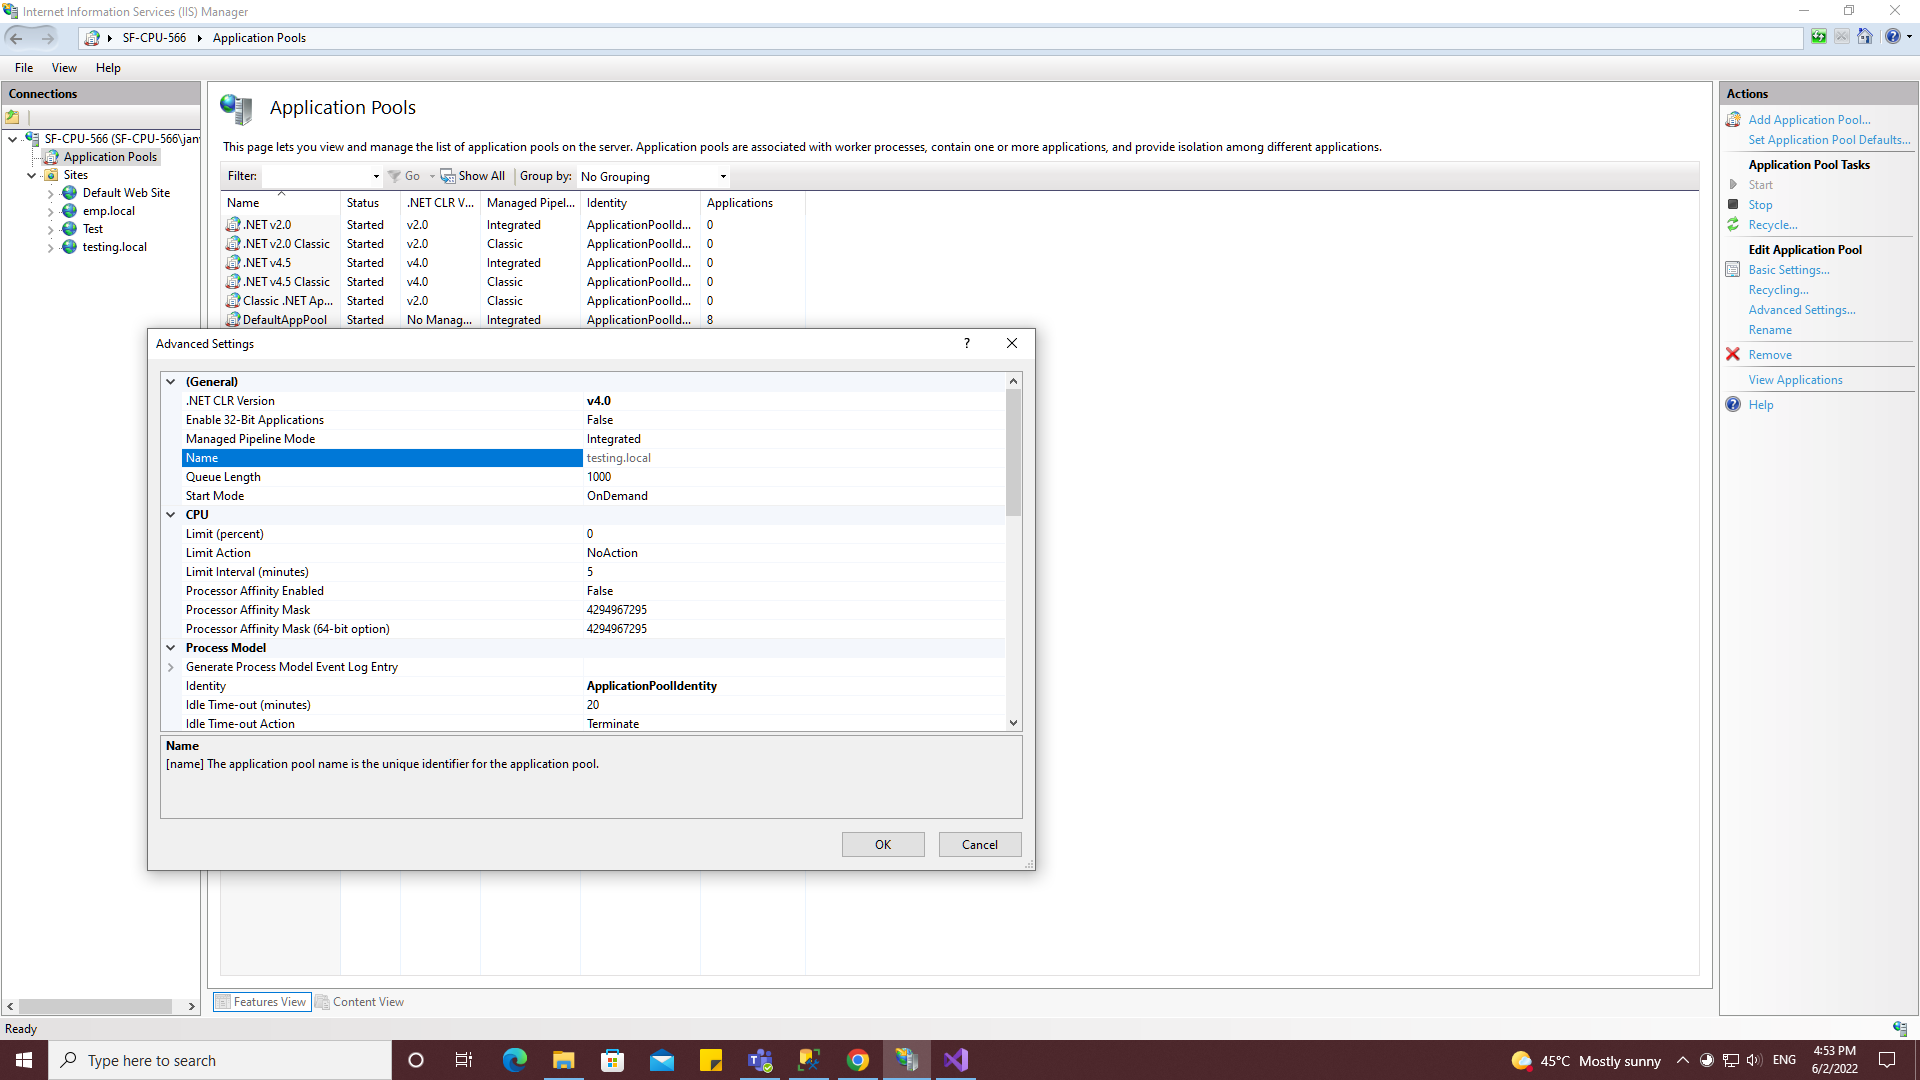 Internet Information Services (IIS) Manager
SF-CPU-566 Application Pools
File View Help
Connections
SF-CPU-566 (SF-CPU-566\jan
Application Pools
Sites
Default Web Site
emp.local
Test
testing.local
Application Pools
This page lets you view and manage the list of application pools on the server. Application pools are associated with worker processes, contain one or more applications, and provide isolation among different applications.
Filter: Go Show All Group by: No Grouping
Name Status .NET CLR V... Managed Pipel... Identity Applications
.NET v2.0 Started v2.0 Integrated ApplicationPoolId... 0
.NET v2.0 Classic Started v2.0 Classic ApplicationPoolId... 0
.NET v4.5 Started v4.0 Integrated ApplicationPoolId... 0
.NET v4.5 Classic Started v4.0 Classic ApplicationPoolId... 0
Classic .NET Ap... Started v2.0 Classic ApplicationPoolId... 0
DefaultAppPool Started No Manag... Integrated ApplicationPoolId... 8
Advanced Settings ?
(General)
.NET CLR Version v4.0
Enable 32-Bit Applications False
Managed Pipeline Mode Integrated
Name testing.local
Queue Length 1000
Start Mode OnDemand
CPU
Limit (percent) 0
Limit Action NoAction
Limit Interval (minutes) 5
Processor Affinity Enabled False
Processor Affinity Mask 4294967295
Processor Affinity Mask (64-bit option) 4294967295
Process Model
Generate Process Model Event Log Entry
Identity ApplicationPoolIdentity
Idle Time-out (minutes) 20
Idle Time-out Action Terminate
Name
[name] The application pool name is the unique identifier for the application pool.
OK Cancel
Features View Content View
Actions
Add Application Pool...
Set Application Pool Defaults...
Application Pool Tasks
Start
Stop
Recycle...
Edit Application Pool
Basic Settings...
Recycling...
Advanced Settings...
Rename
Remove
View Applications
Help
Ready
Type here to search
45°C Mostly sunny
ENG
4:53 PM
6/2/2022